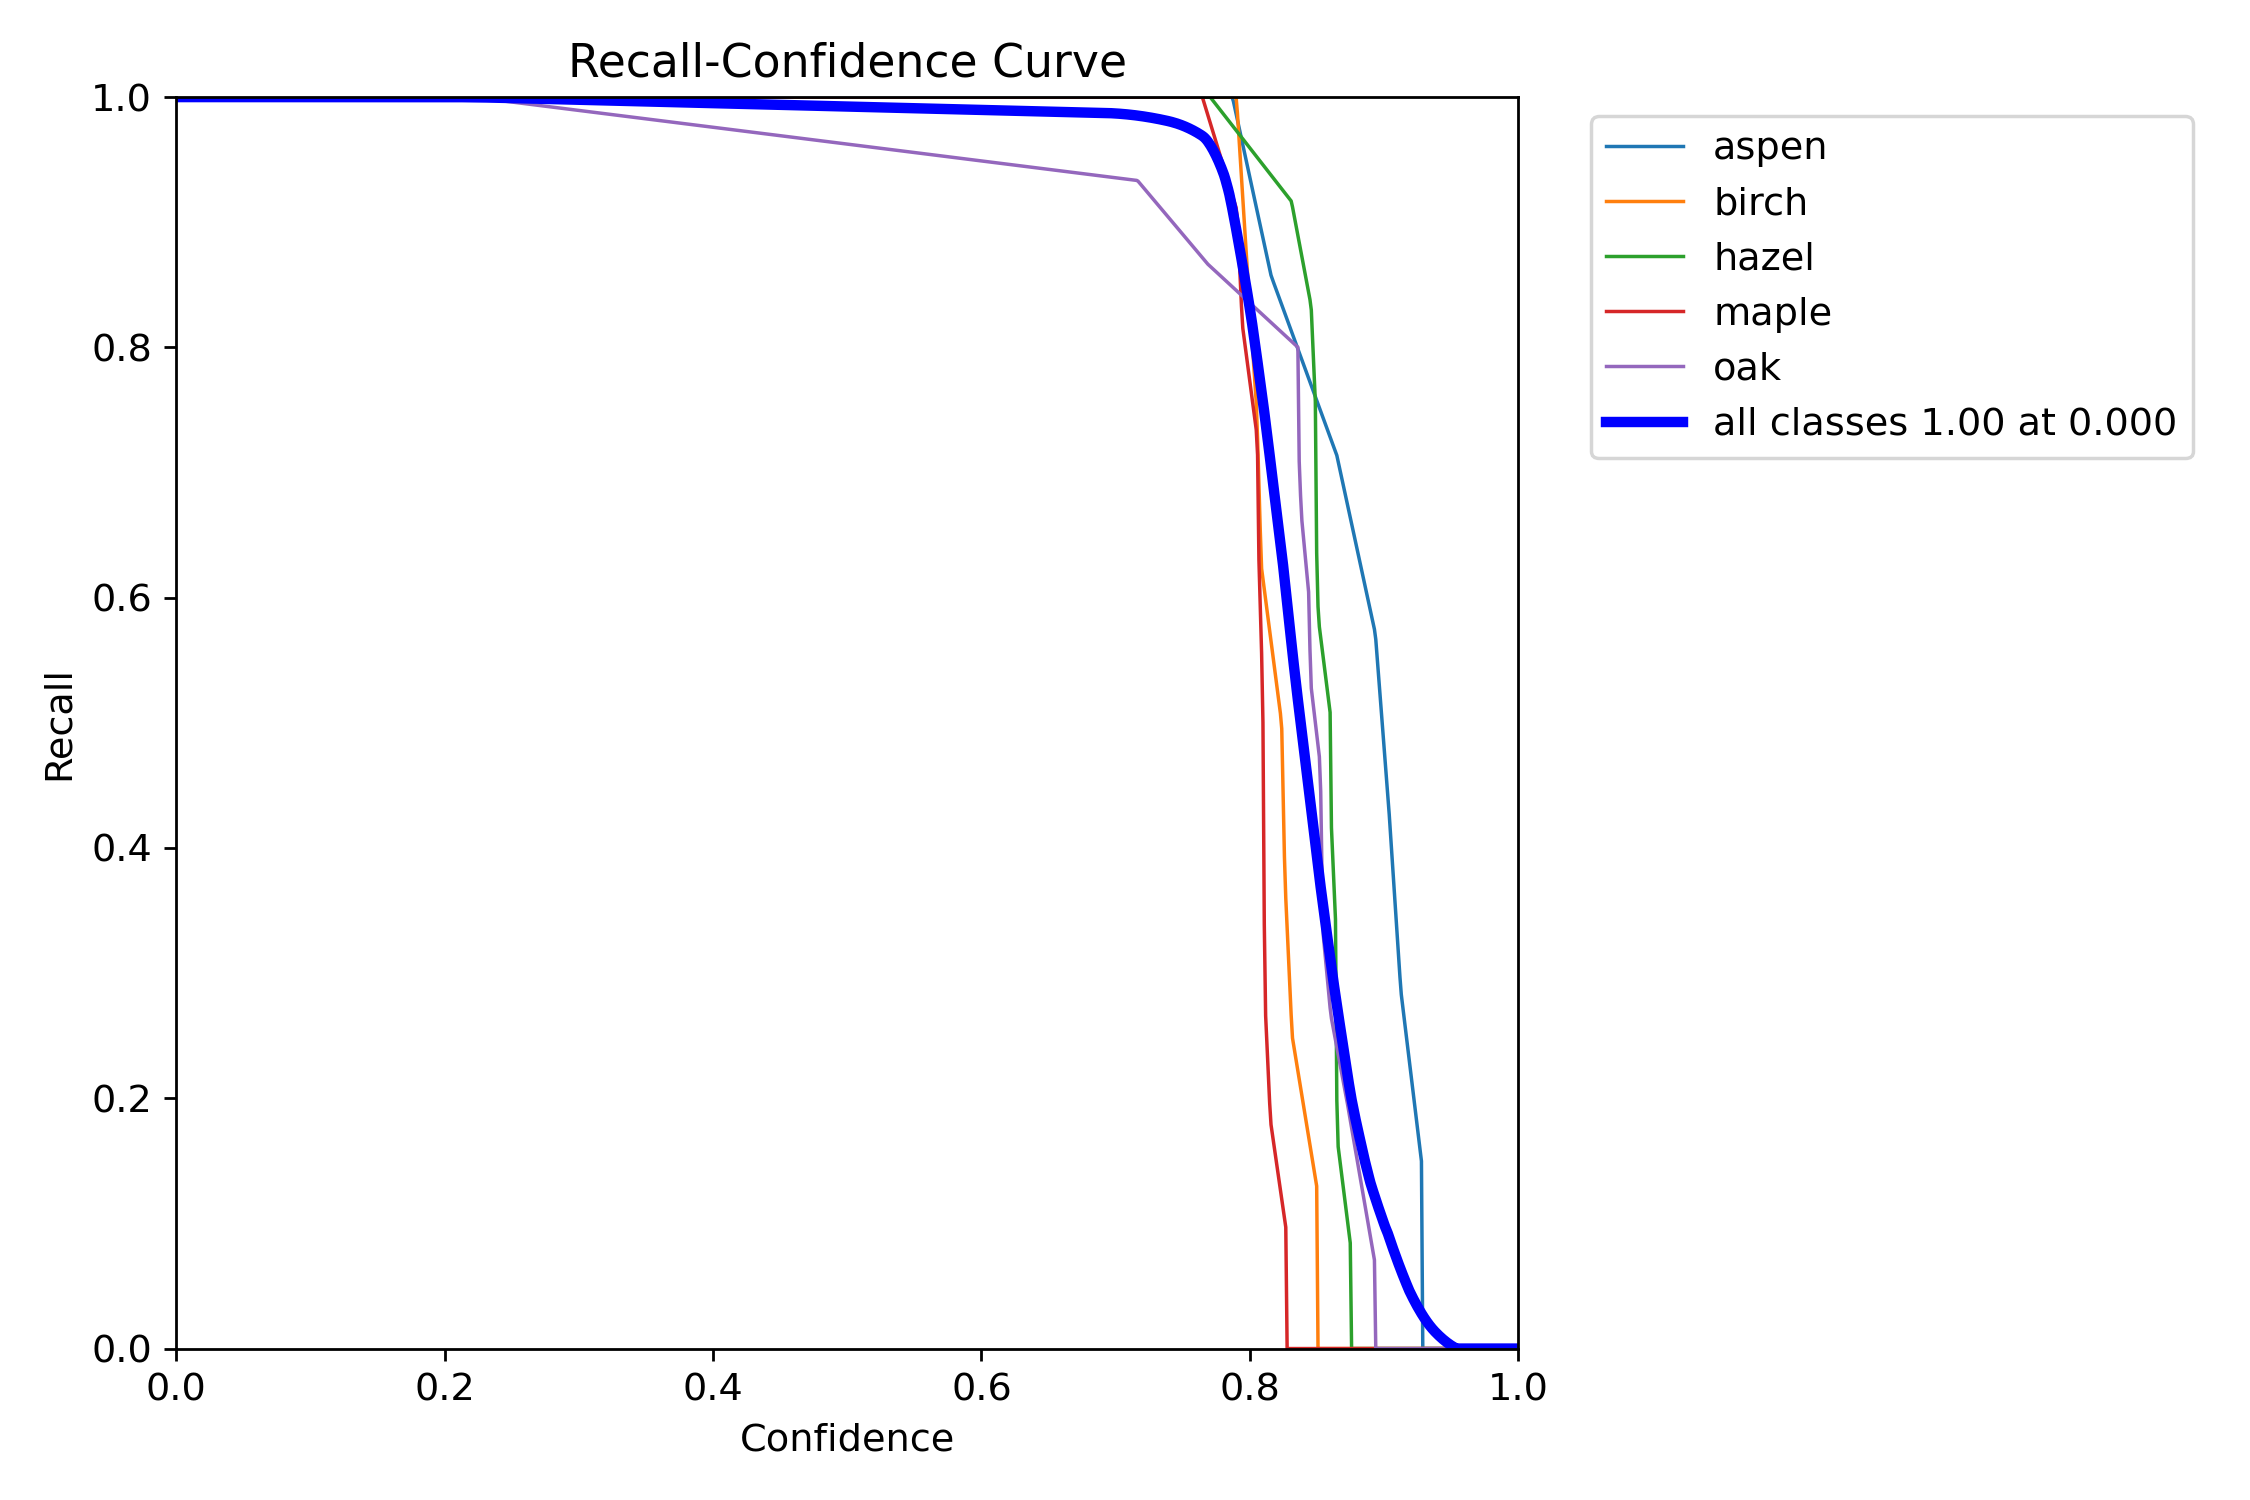 Recall-Confidence Curve
1.0
0.8
0.6
0.4
0.2
0.0
Recall
0.0 0.2 0.4 0.6 0.8 1.0
Confidence
aspen
birch
hazel
maple
oak
all classes 1.00 at 0.000